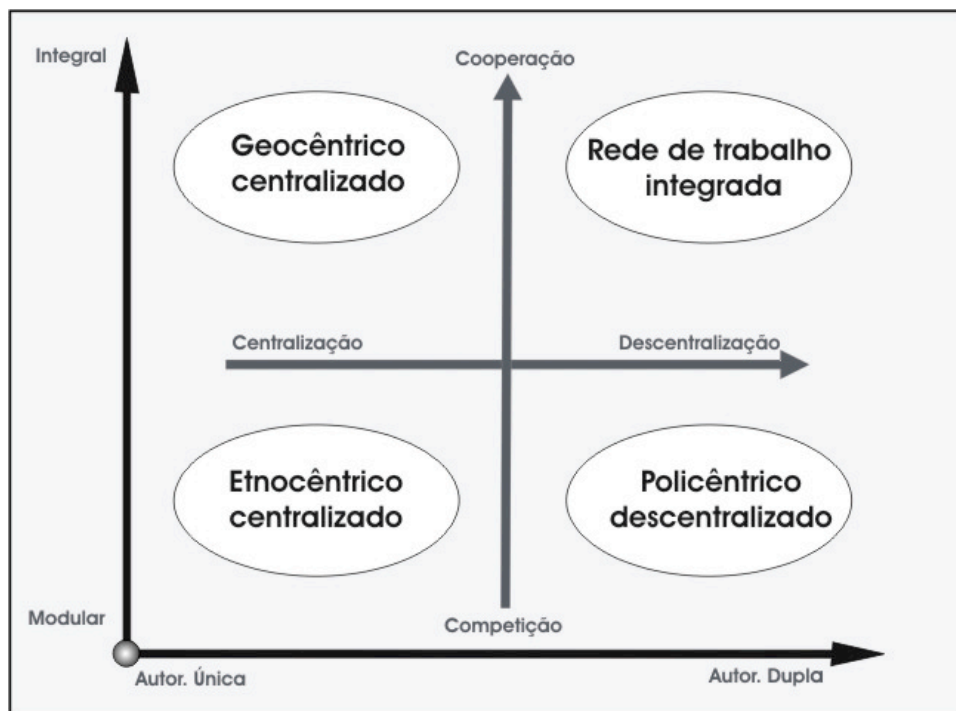 Integral
Cooperação
Geocêntrico
centralizado
Rede de trabalho
integrada
Centralização
Descentralização
Etnocêntrico
centralizado
Policêntrico
descentralizado
Modular
Competição
Autor. Única
Autor. Dupla